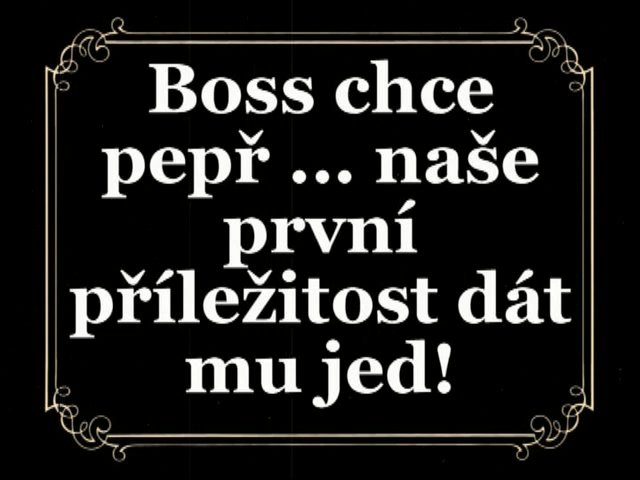 Boss chce
pepř ... naše
první
příležitost dát
mu jed!